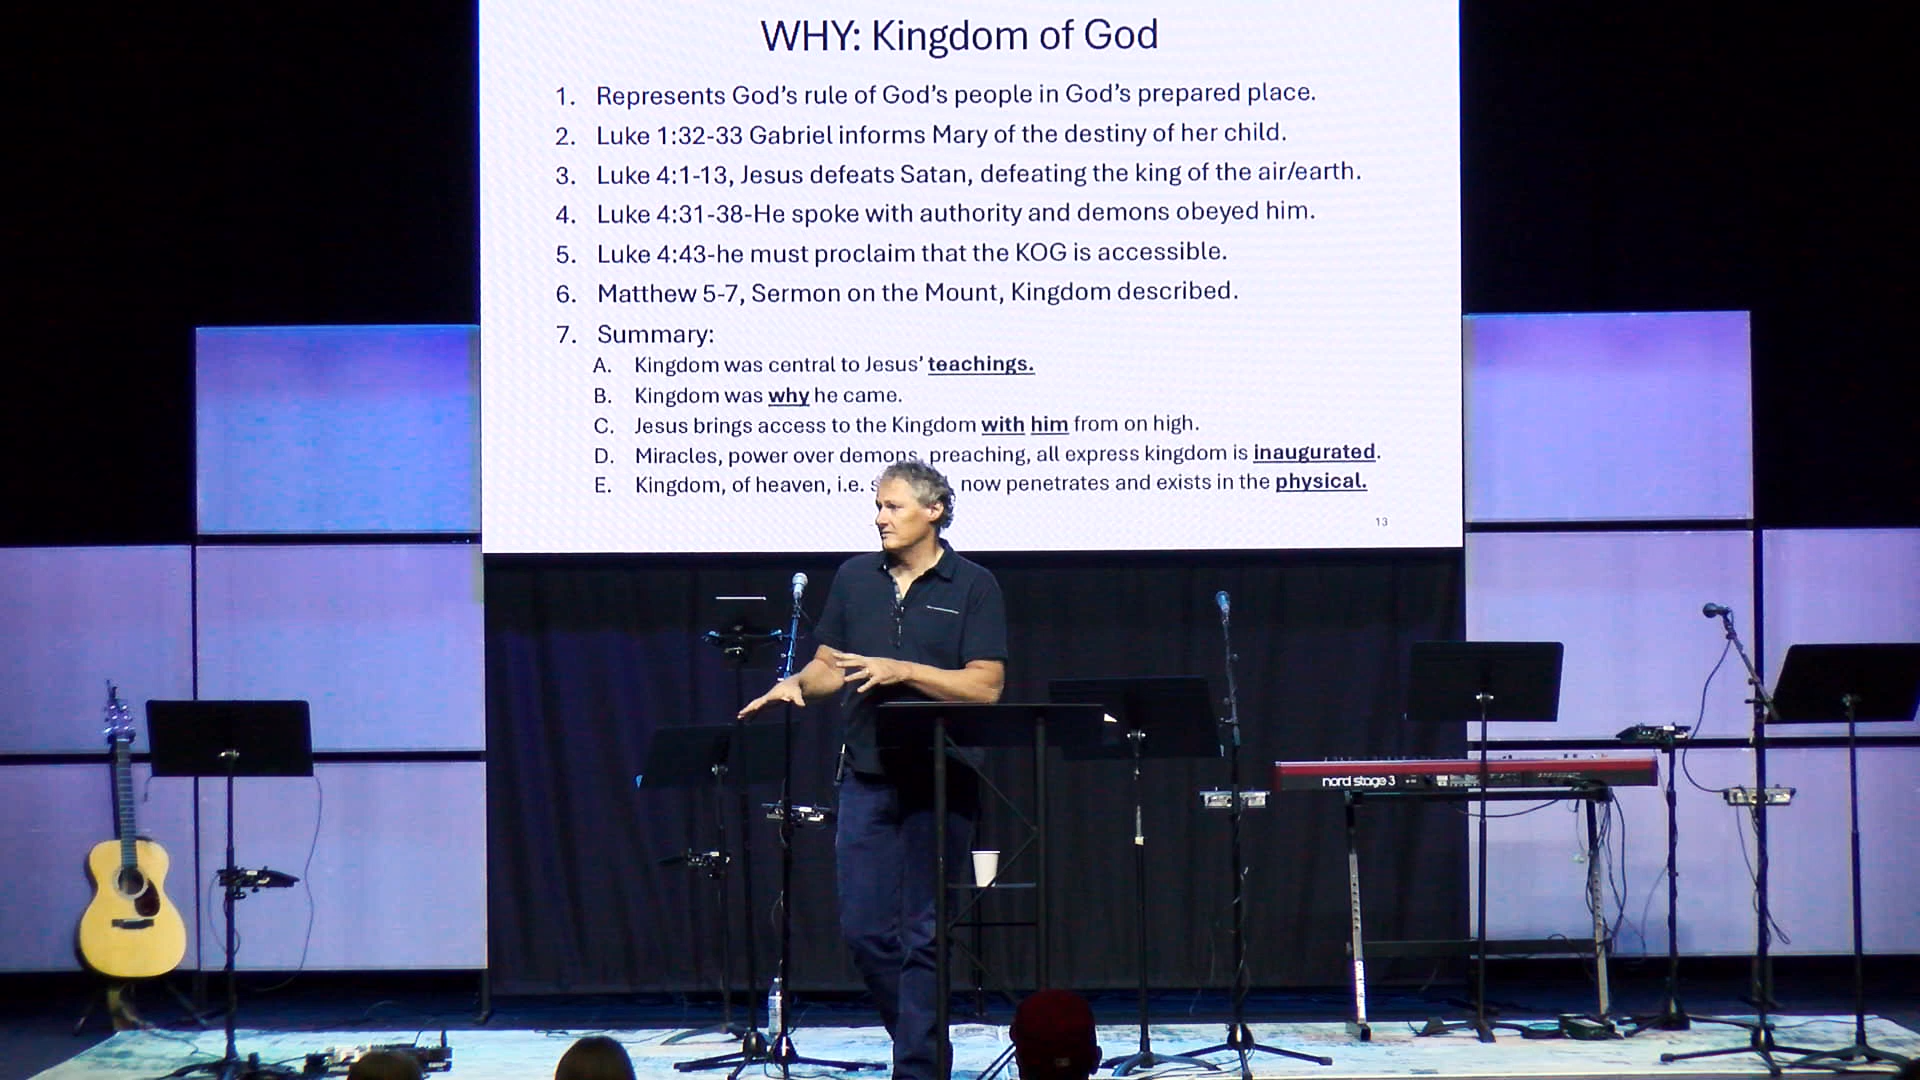 WHY: Kingdom of God
1. Represents God's rule of God's people in God's prepared place.
2. Luke 1:32-33 Gabriel informs Mary of the destiny of her child.
3. Luke 4:1-13, Jesus defeats Satan, defeating the king of the air/earth.
4. Luke 4:31-38-He spoke with authority and demons obeyed him.
5. Luke 4:43-he must proclaim that the KOG is accessible.
6. Matthew 5-7, Sermon on the Mount, Kingdom described.
7. Summary:
A. Kingdom was central to Jesus' teachings.
B. Kingdom was why he came.
C. Jesus brings access to the Kingdom with him from on high.
D. Miracles, power over demons, preaching, all express kingdom is inaugurated.
E. Kingdom, of heaven, i.e. now penetrates and exists in the physical.
13
nord stage 3